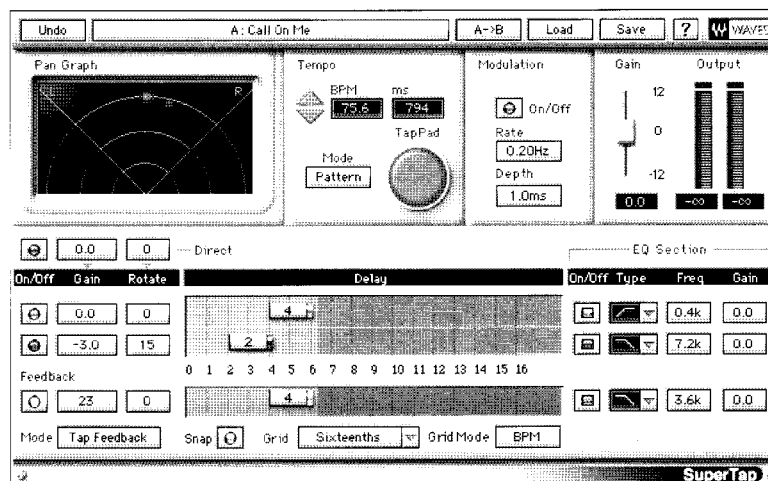 Undo A: Call On Me A->B Load Save ? WAVES
Pan Graph Tempo Modulation Gain Output
L R
BPM ms
75.6 794
On/Off
12
0
-12
TapPad
Mode
Pattern
Rate
0.20Hz
Depth
1.0ms
0.0 -∞ -∞
0.0 0 Direct EQ Section
On/Off Gain Rotate Delay On/Off Type Freq Gain
0.0 0 4 0.4k 0.0
-3.0 15 2 7.2k 0.0
0 1 2 3 4 5 6 7 8 9 10 11 12 13 14 15 16
Feedback
23 0 4 3.6k 0.0
Mode Tap Feedback Snap Grid Sixteenths Grid Mode BPM
SuperTap